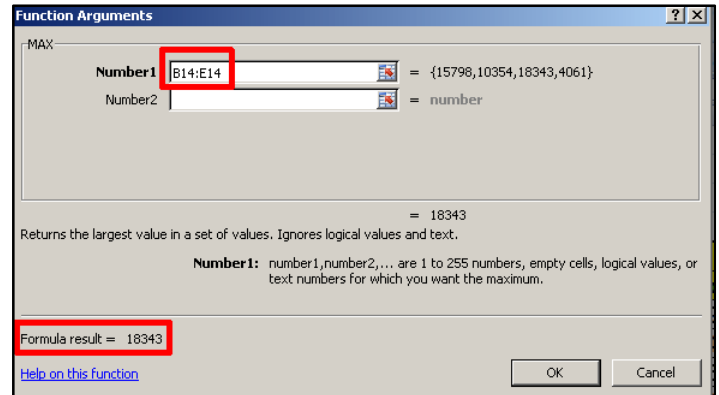 Function Arguments ? X
MAX
Number1 B14:E14 = {15798,10354,18343,4061}
Number2 = number
= 18343
Returns the largest value in a set of values. Ignores logical values and text.
Number1: number1,number2,... are 1 to 255 numbers, empty cells, logical values, or
text numbers for which you want the maximum.
Formula result = 18343
Help on this function OK Cancel